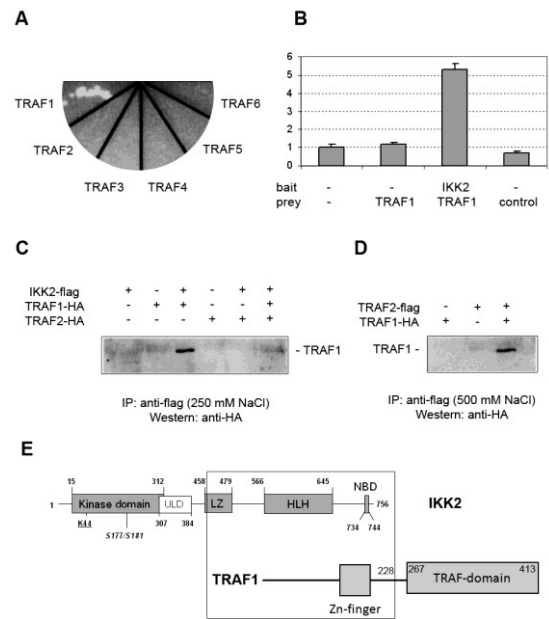 A
TRAF1
TRAF2
TRAF3
TRAF4
TRAF5
TRAF6
B
6
5
4
3
2
1
0
bait - - IKK2 -
prey - TRAF1 TRAF1 control
C
IKK2-flag + - + - + +
TRAF1-HA - + + - - +
TRAF2-HA - - - + + +
- TRAF1
IP: anti-flag (250 mM NaCl)
Western: anti-HA
D
TRAF2-flag - + +
TRAF1-HA + - +
TRAF1 -
IP: anti-flag (500 mM NaCl)
Western: anti-HA
E
15 312 458 479 566 645 NBD
1 Kinase domain ULD LZ HLH 756 IKK2
K44 307 384 734 744
S177/S181
TRAF1 228 267 TRAF-domain 413
Zn-finger